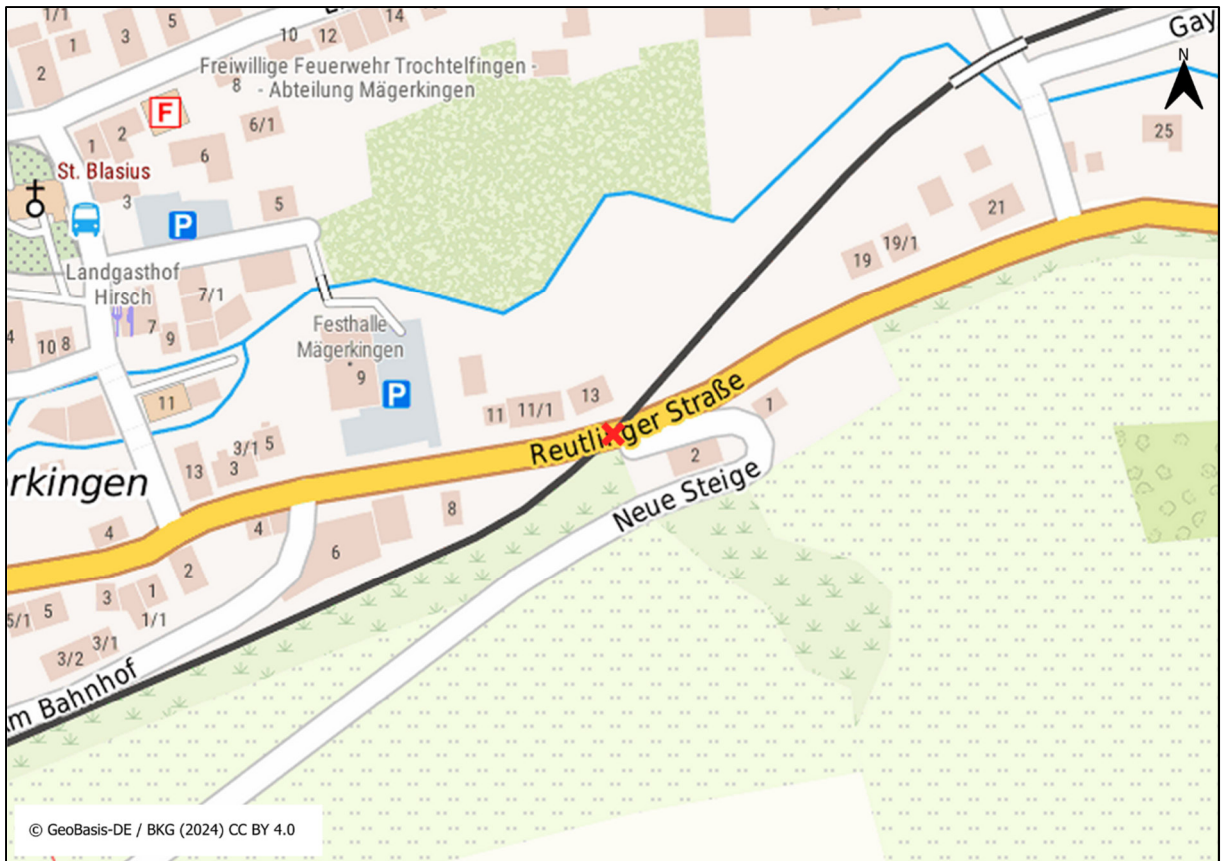 1/1
1
3
5
2
10
12
14
Gay
N
Freiwillige Feuerwehr Trochtelfingen -
- Abteilung Mägerkingen
8
F
1
2
6/1
6
25
St. Blasius
3
5
P
21
19/1
19
Landgasthof
Hirsch
7/1
7
9
10
8
4
Festhalle
Mägerkingen
9
P
11
13
11
11/1
1
Reutlinger Straße
2
Neue Steige
3/1
5
3
13
rkingen
4
4
8
6
2
1
3
5
5/1
1/1
3/1
3/2
m Bahnhof
© GeoBasis-DE / BKG (2024) CC BY 4.0